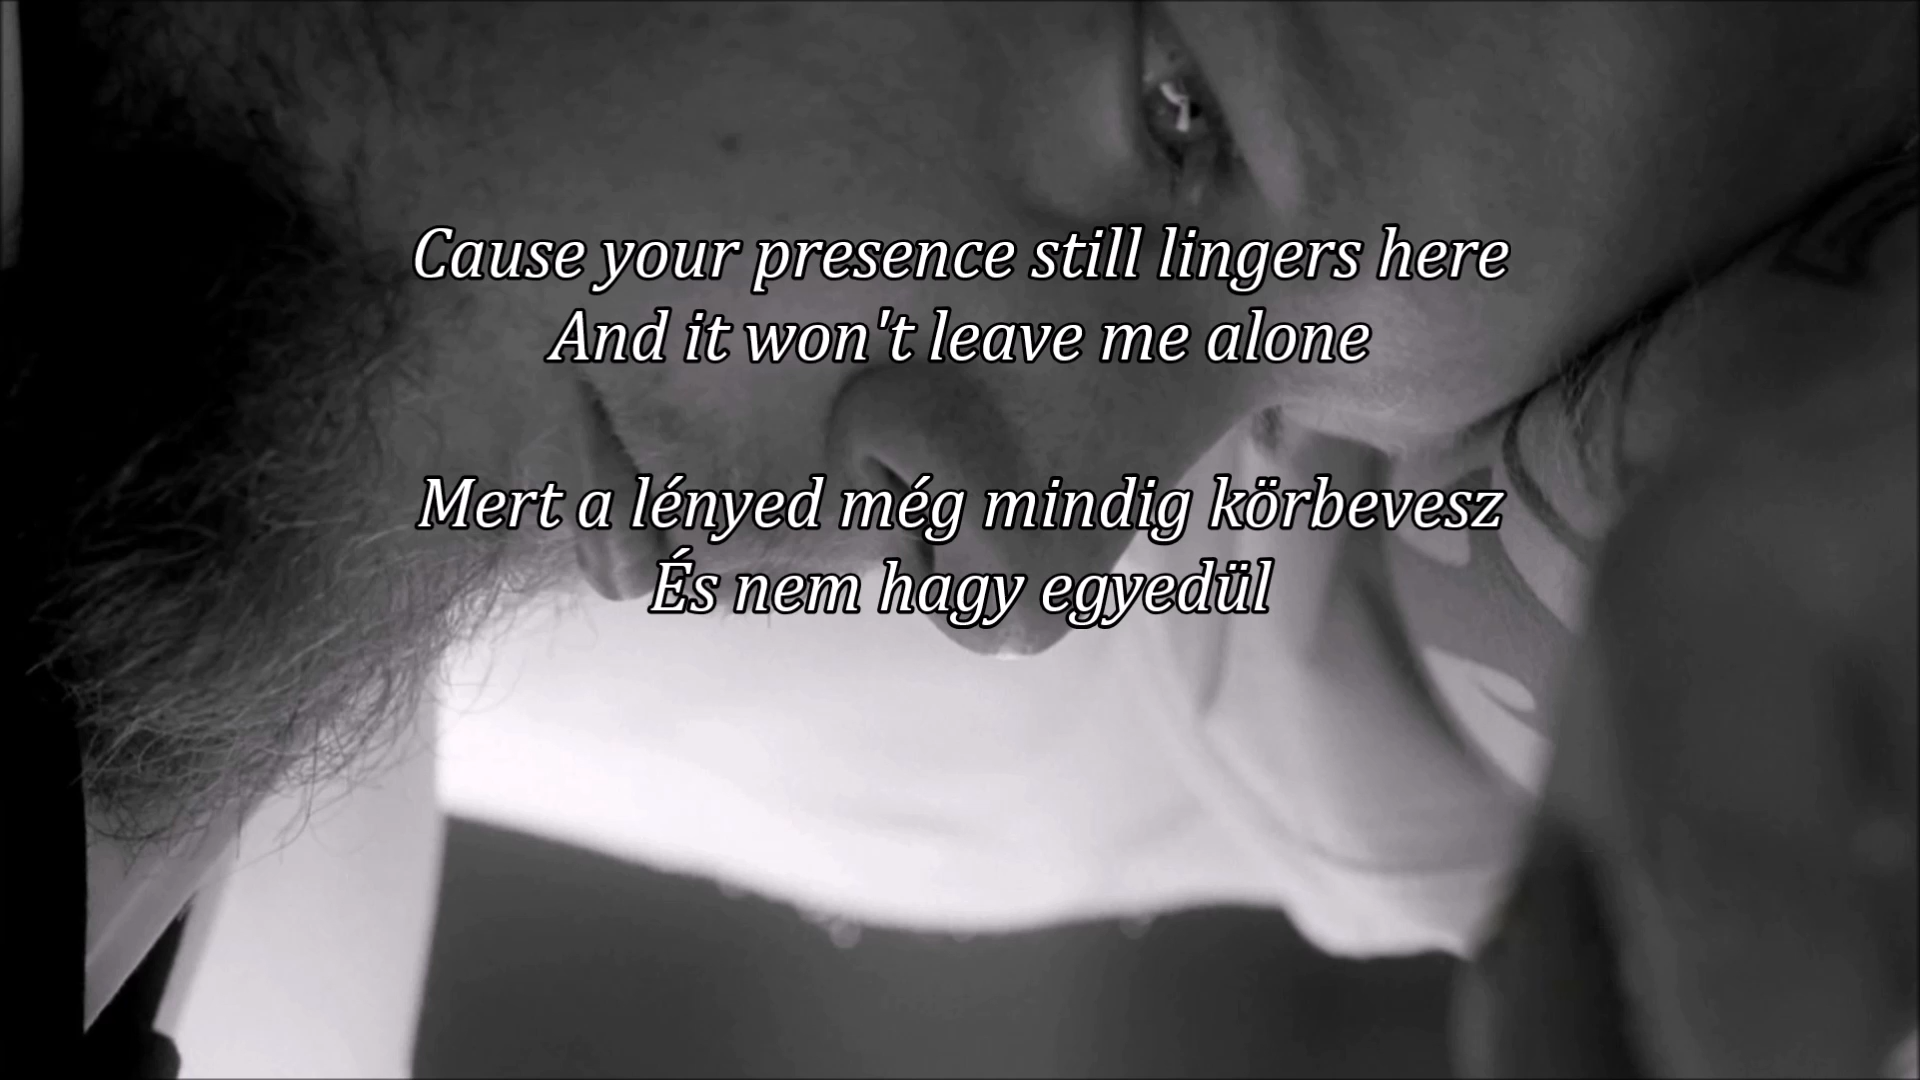 Cause your presence still lingers here
And it won't leave me alone
Mert a lényed még mindig körbevesz
És nem hagy egyedül